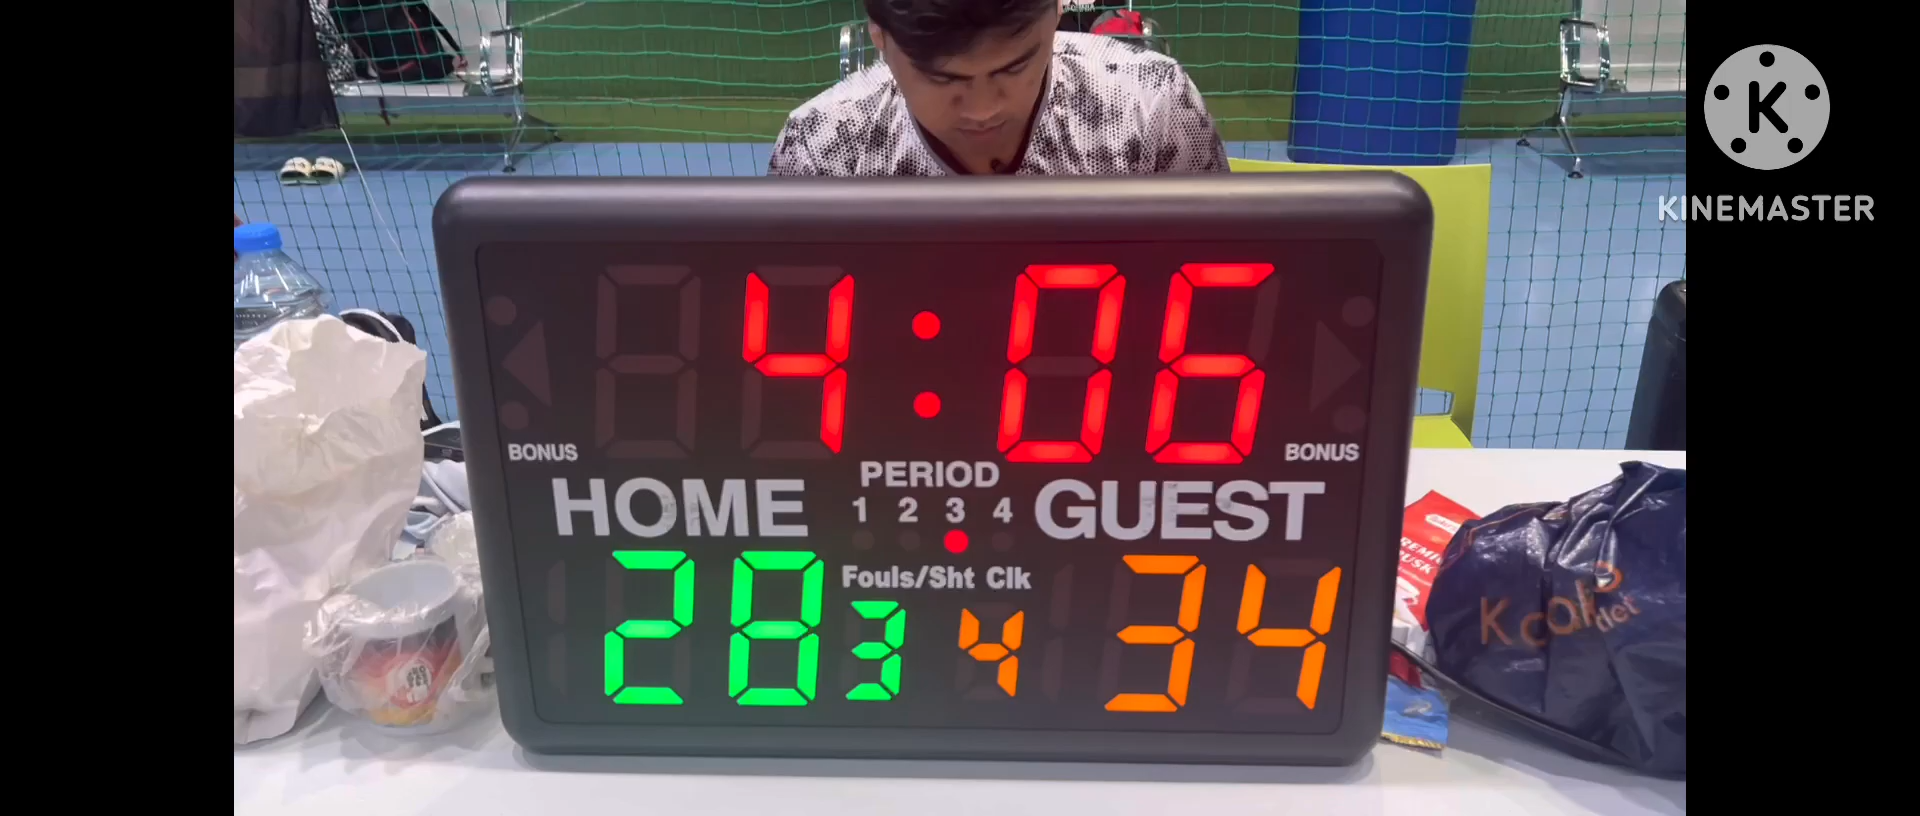 K
KINEMASTER
4:06
BONUS
BONUS
PERIOD
HOME
1 2 3 4
GUEST
Fouls/Sht Clk
28
3
4
34